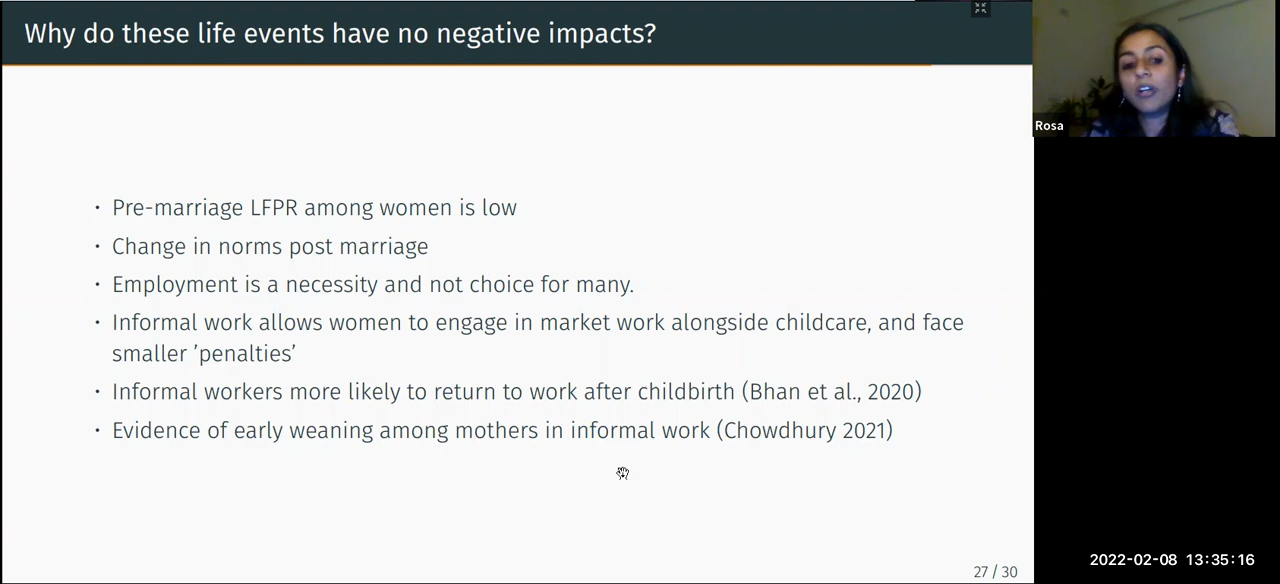 Why do these life events have no negative impacts?
Rosa
· Pre-marriage LFPR among women is low
· Change in norms post marriage
· Employment is a necessity and not choice for many.
· Informal work allows women to engage in market work alongside childcare, and face
smaller ’penalties’
· Informal workers more likely to return to work after childbirth (Bhan et al., 2020)
· Evidence of early weaning among mothers in informal work (Chowdhury 2021)
27 / 30
2022-02-08 13:35:16